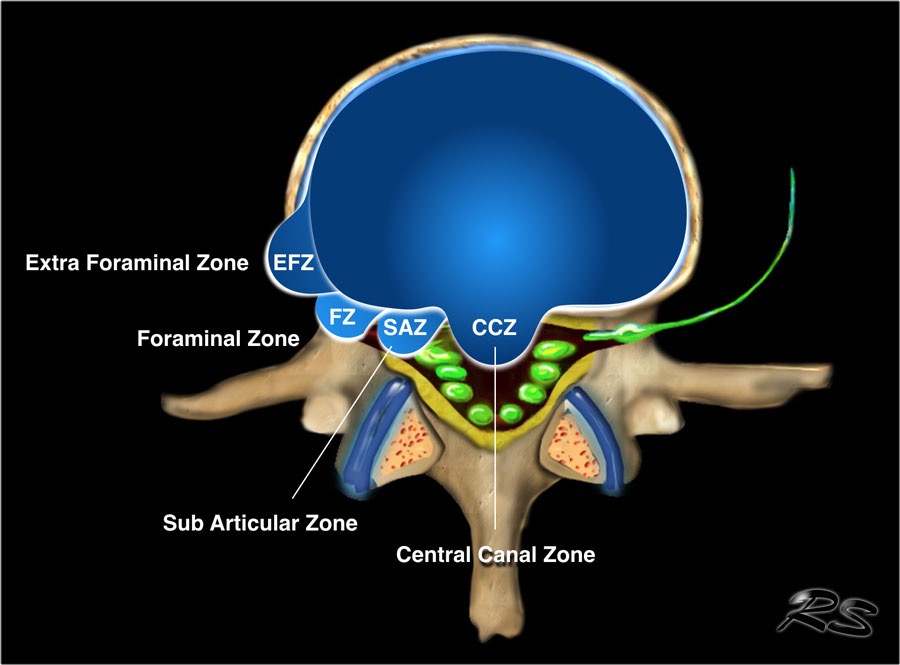 Extra Foraminal Zone
EFZ
FZ
SAZ
CCZ
Foraminal Zone
Sub Articular Zone
Central Canal Zone
RS